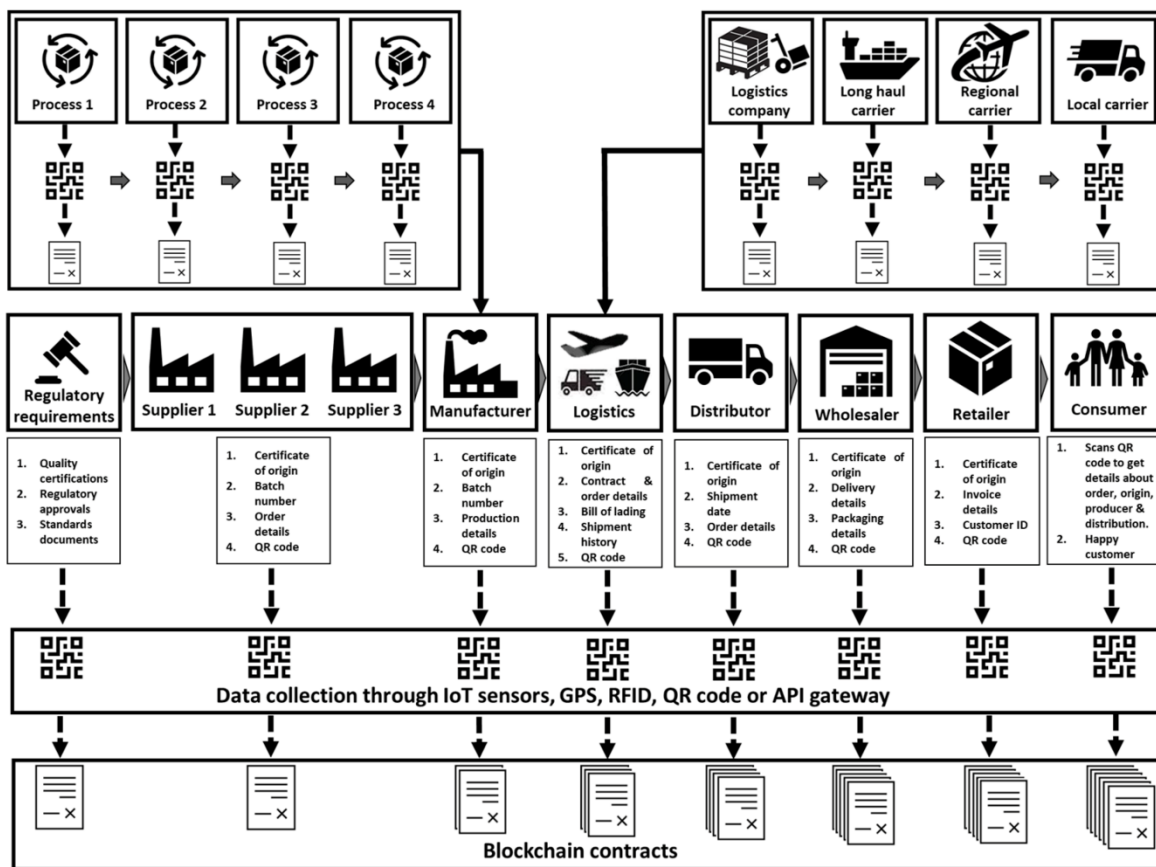 Process 1
Process 2
Process 3
Process 4
Logistics
company
Long haul
carrier
Regional
carrier
Local carrier
Regulatory
requirements
Supplier 1
Supplier 2
Supplier 3
Manufacturer
Logistics
Distributor
Wholesaler
Retailer
Consumer
1. Quality
certifications
2. Regulatory
approvals
3. Standards
documents
1. Certificate
of origin
2. Batch
number
3. Order
details
4. QR code
1. Certificate
of origin
2. Batch
number
3. Production
details
4. QR code
1. Certificate of
origin
2. Contract &
order details
3. Bill of lading
4. Shipment
history
5. QR code
1. Certificate of
origin
2. Shipment
date
3. Order details
4. QR code
1. Certificate of
origin
2. Delivery
details
3. Packaging
details
4. QR code
1. Certificate
of origin
2. Invoice
details
3. Customer ID
4. QR code
1. Scans QR
code to get
details about
order, origin,
producer &
distribution.
2. Happy
customer
Data collection through IoT sensors, GPS, RFID, QR code or API gateway
Blockchain contracts